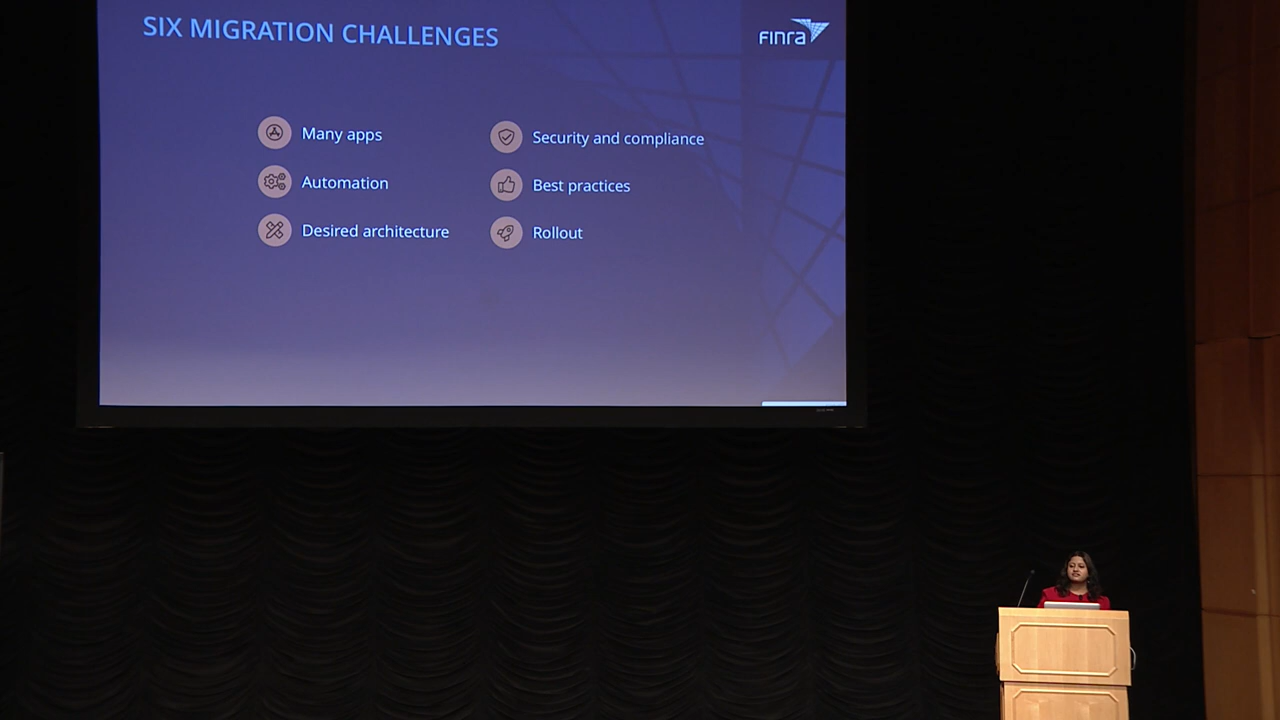 SIX MIGRATION CHALLENGES
FINRA
Many apps
Automation
Desired architecture
Security and compliance
Best practices
Rollout